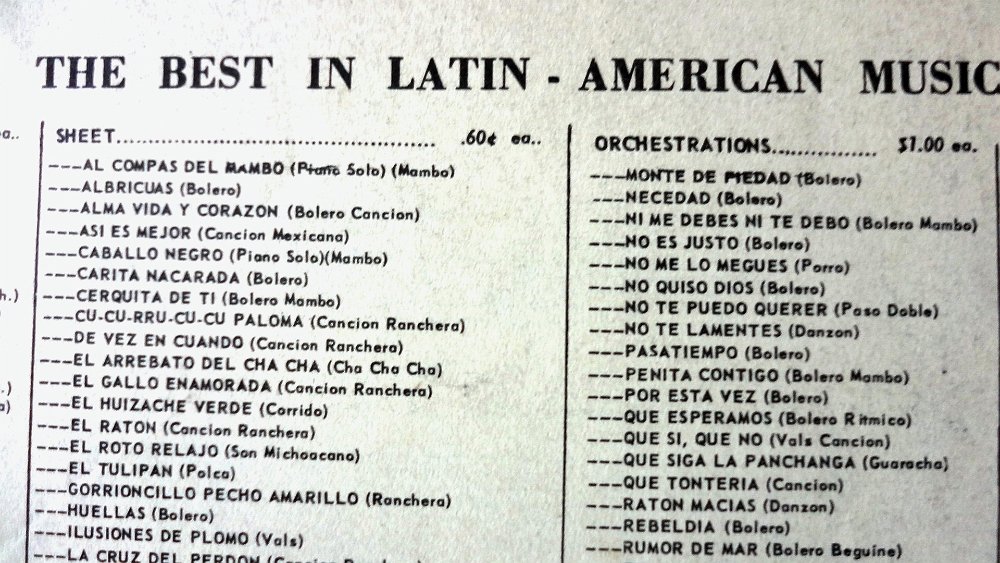 THE BEST IN LATIN - AMERICAN MUSIC
SHEET............................................ .60¢ ea..
---AL COMPAS DEL MAMBO (Piano Solo) (Mambo)
---ALBRICUAS (Bolero)
---ALMA VIDA Y CORAZON (Bolero Cancion)
---ASI ES MEJOR (Cancion Mexicana)
---CABALLO NEGRO (Piano Solo)(Mambo)
---CARITA NACARADA (Bolero)
---CERQUITA DE TI (Bolero Mambo)
---CU-CU-RRU-CU-CU PALOMA (Cancion Ranchera)
---DE VEZ EN CUANDO (Cancion Ranchera)
---EL ARREBATO DEL CHA CHA (Cha Cha Cha)
---EL GALLO ENAMORADA (Cancion Ranchera)
---EL HUIZACHE VERDE (Corrido)
---EL RATON (Cancion Ranchera)
---EL ROTO RELAJO (Son Michoacano)
---EL TULIPAN (Polca)
---GORRIONCILLO PECHO AMARILLO (Ranchera)
---HUELLAS (Bolero)
---ILUSIONES DE PLOMO (Vals)
---LA CRUZ DEL PERDON (Cancion Ranchera)
ORCHESTRATIONS................ $1.00 ea.
---MONTE DE PIEDAD (Bolero)
---NECEDAD (Bolero)
---NI ME DEBES NI TE DEBO (Bolero Mambo)
---NO ES JUSTO (Bolero)
---NO ME LO MEGUES (Porro)
---NO QUISO DIOS (Bolero)
---NO TE PUEDO QUERER (Paso Doble)
---NO TE LAMENTES (Danzon)
---PASATIEMPO (Bolero)
---PENITA CONTIGO (Bolero Mambo)
---POR ESTA VEZ (Bolero)
---QUE ESPERAMOS (Bolero Ritmico)
---QUE SI, QUE NO (Vals Cancion)
---QUE SIGA LA PANCHANGA (Guaracha)
---QUE TONTERIA (Cancion)
---RATON MACIAS (Danzon)
---REBELDIA (Bolero)
---RUMOR DE MAR (Bolero Beguine)